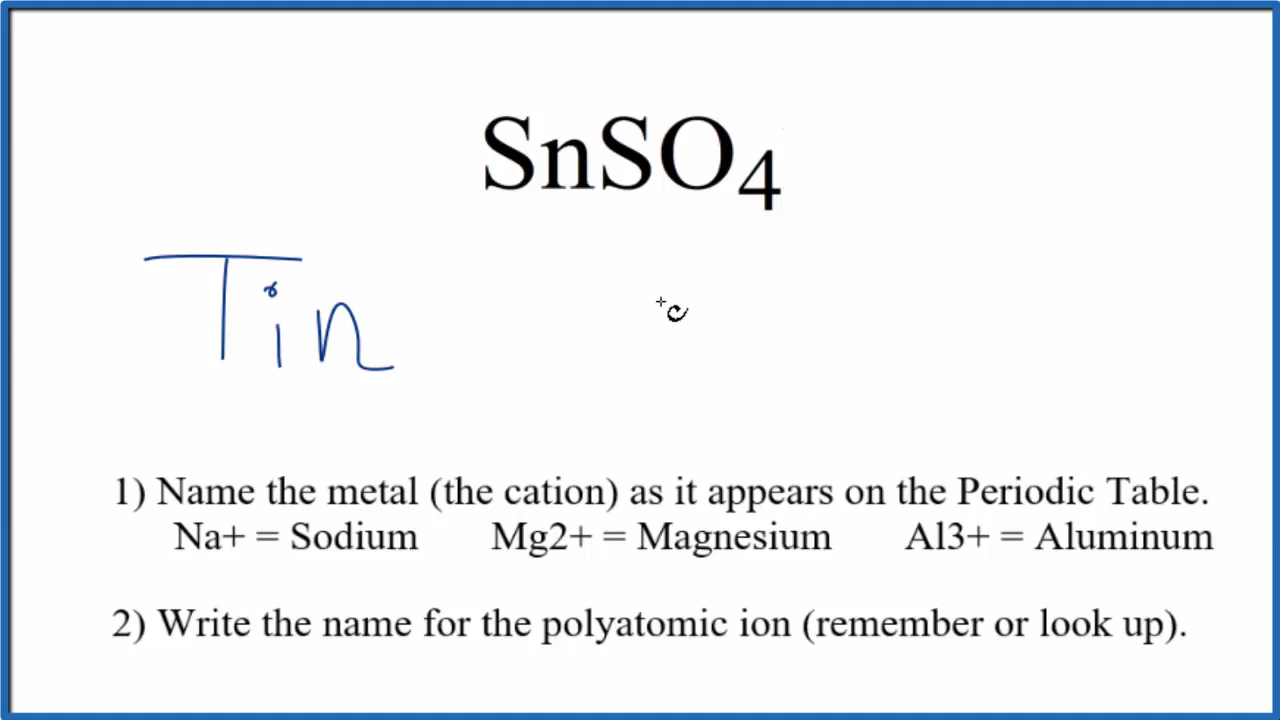 SnSO₄
Tin
1) Name the metal (the cation) as it appears on the Periodic Table.
Na+ = Sodium Mg2+ = Magnesium Al3+ = Aluminum
2) Write the name for the polyatomic ion (remember or look up).